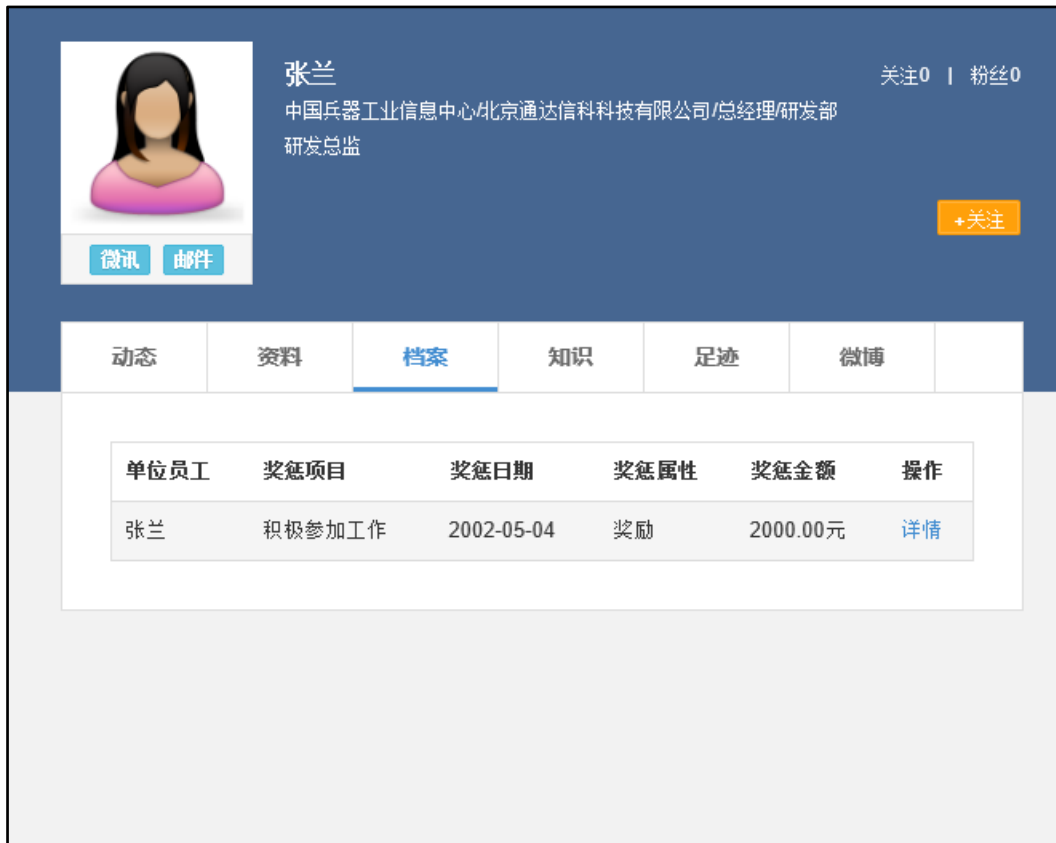 张兰
关注0 | 粉丝0
中国兵器工业信息中心/北京通达信科科技有限公司/总经理/研发部
研发总监
+关注
微讯 邮件
动态 资料 档案 知识 足迹 微博
单位员工 奖惩项目 奖惩日期 奖惩属性 奖惩金额 操作
张兰 积极参加工作 2002-05-04 奖励 2000.00元 详情